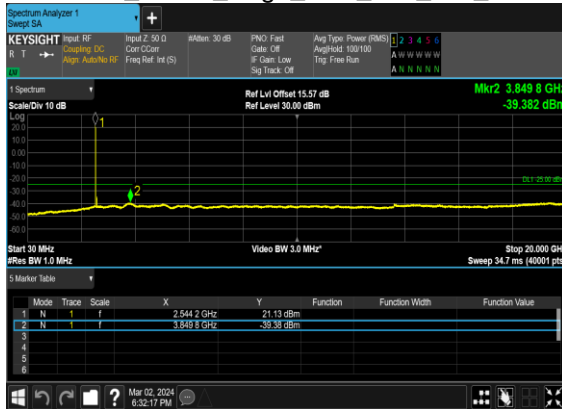 Spectrum Analyzer 1
Swept SA
+
KEYSIGHT Input: RF Input Z: 50 Ω #Atten: 30 dB PNO: Fast Avg Type: Power (RMS) 1 2 3 4 5 6
R T Coupling: DC Corr CCorr Gate: Off Avg|Hold: 100/100 A W W W W W
Align: Auto/No RF Freq Ref: Int (S) IF Gain: Low Trig: Free Run
Sig Track: Off A N N N N N
1 Spectrum Ref Lvl Offset 15.57 dB Mkr2 3.849 8 GHz
Scale/Div 10 dB Ref Level 30.00 dBm -39.382 dBm
Log
20.0
10.0
0.00
-10.0
-20.0
-30.0
-40.0
-50.0
-60.0
1
2
DL1 -25.00 dBm
Start 30 MHz Video BW 3.0 MHz* Stop 20.000 GH
#Res BW 1.0 MHz Sweep 34.7 ms (40001 pts
5 Marker Table
Mode Trace Scale X Y Function Function Width Function Value
1 N 1 f 2.544 2 GHz 21.13 dBm
2 N 1 f 3.849 8 GHz -39.38 dBm
3
4
5
6
? Mar 02, 2024
6:32:17 PM